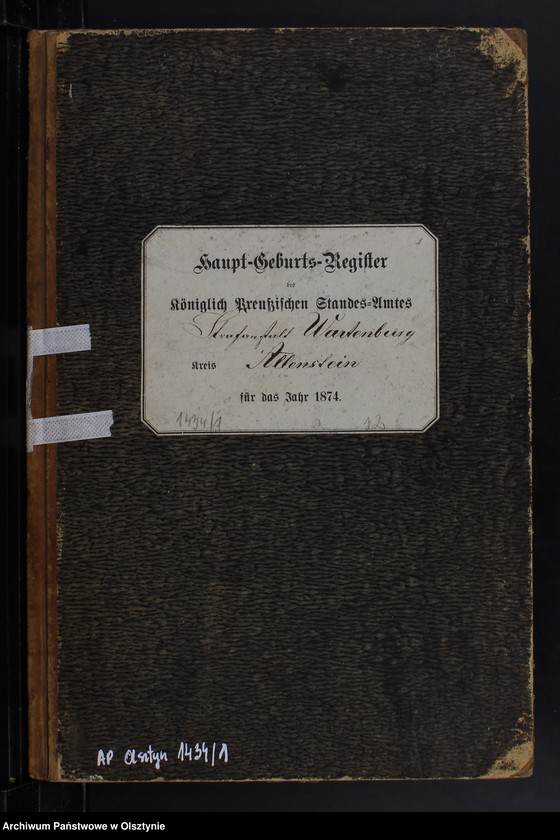 Haupt-Geburts-Register
des
Königlich Preußischen Standes-Amtes
Strafanstalt Wartenburg
Kreis Allenstein
für das Jahr 1874.
1434/1
AP Olsztyn 1434/1
Archiwum Państwowe w Olsztynie